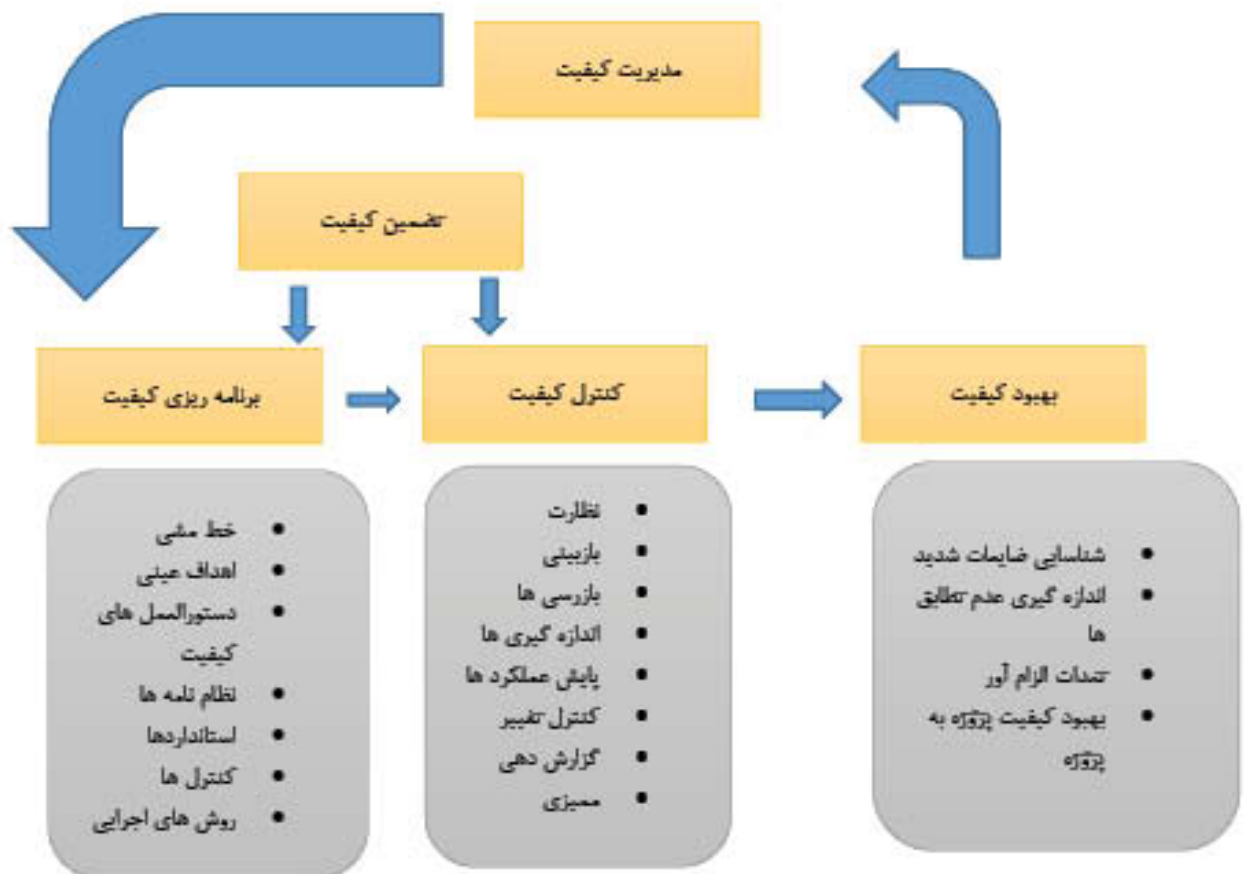 مدیریت کیفیت
تضمین کیفیت
برنامه ریزی کیفیت
کنترل کیفیت
بهبود کیفیت
• خط مشی
• اهداف عینی
• دستورالعمل های
کیفیت
• نظام نامه ها
• استانداردها
• کنترل ها
• روش های اجرایی
• نظارت
• بازبینی
• بازرسی ها
• اندازه گیری ها
• پایش عملکرد ها
• کنترل تغییر
• گزارش دهی
• ممیزی
• شناسایی ضایعات شدید
• اندازه گیری عدم تطابق
ها
• الزام آور
• بهبود کیفیت پروژه به
پروژه